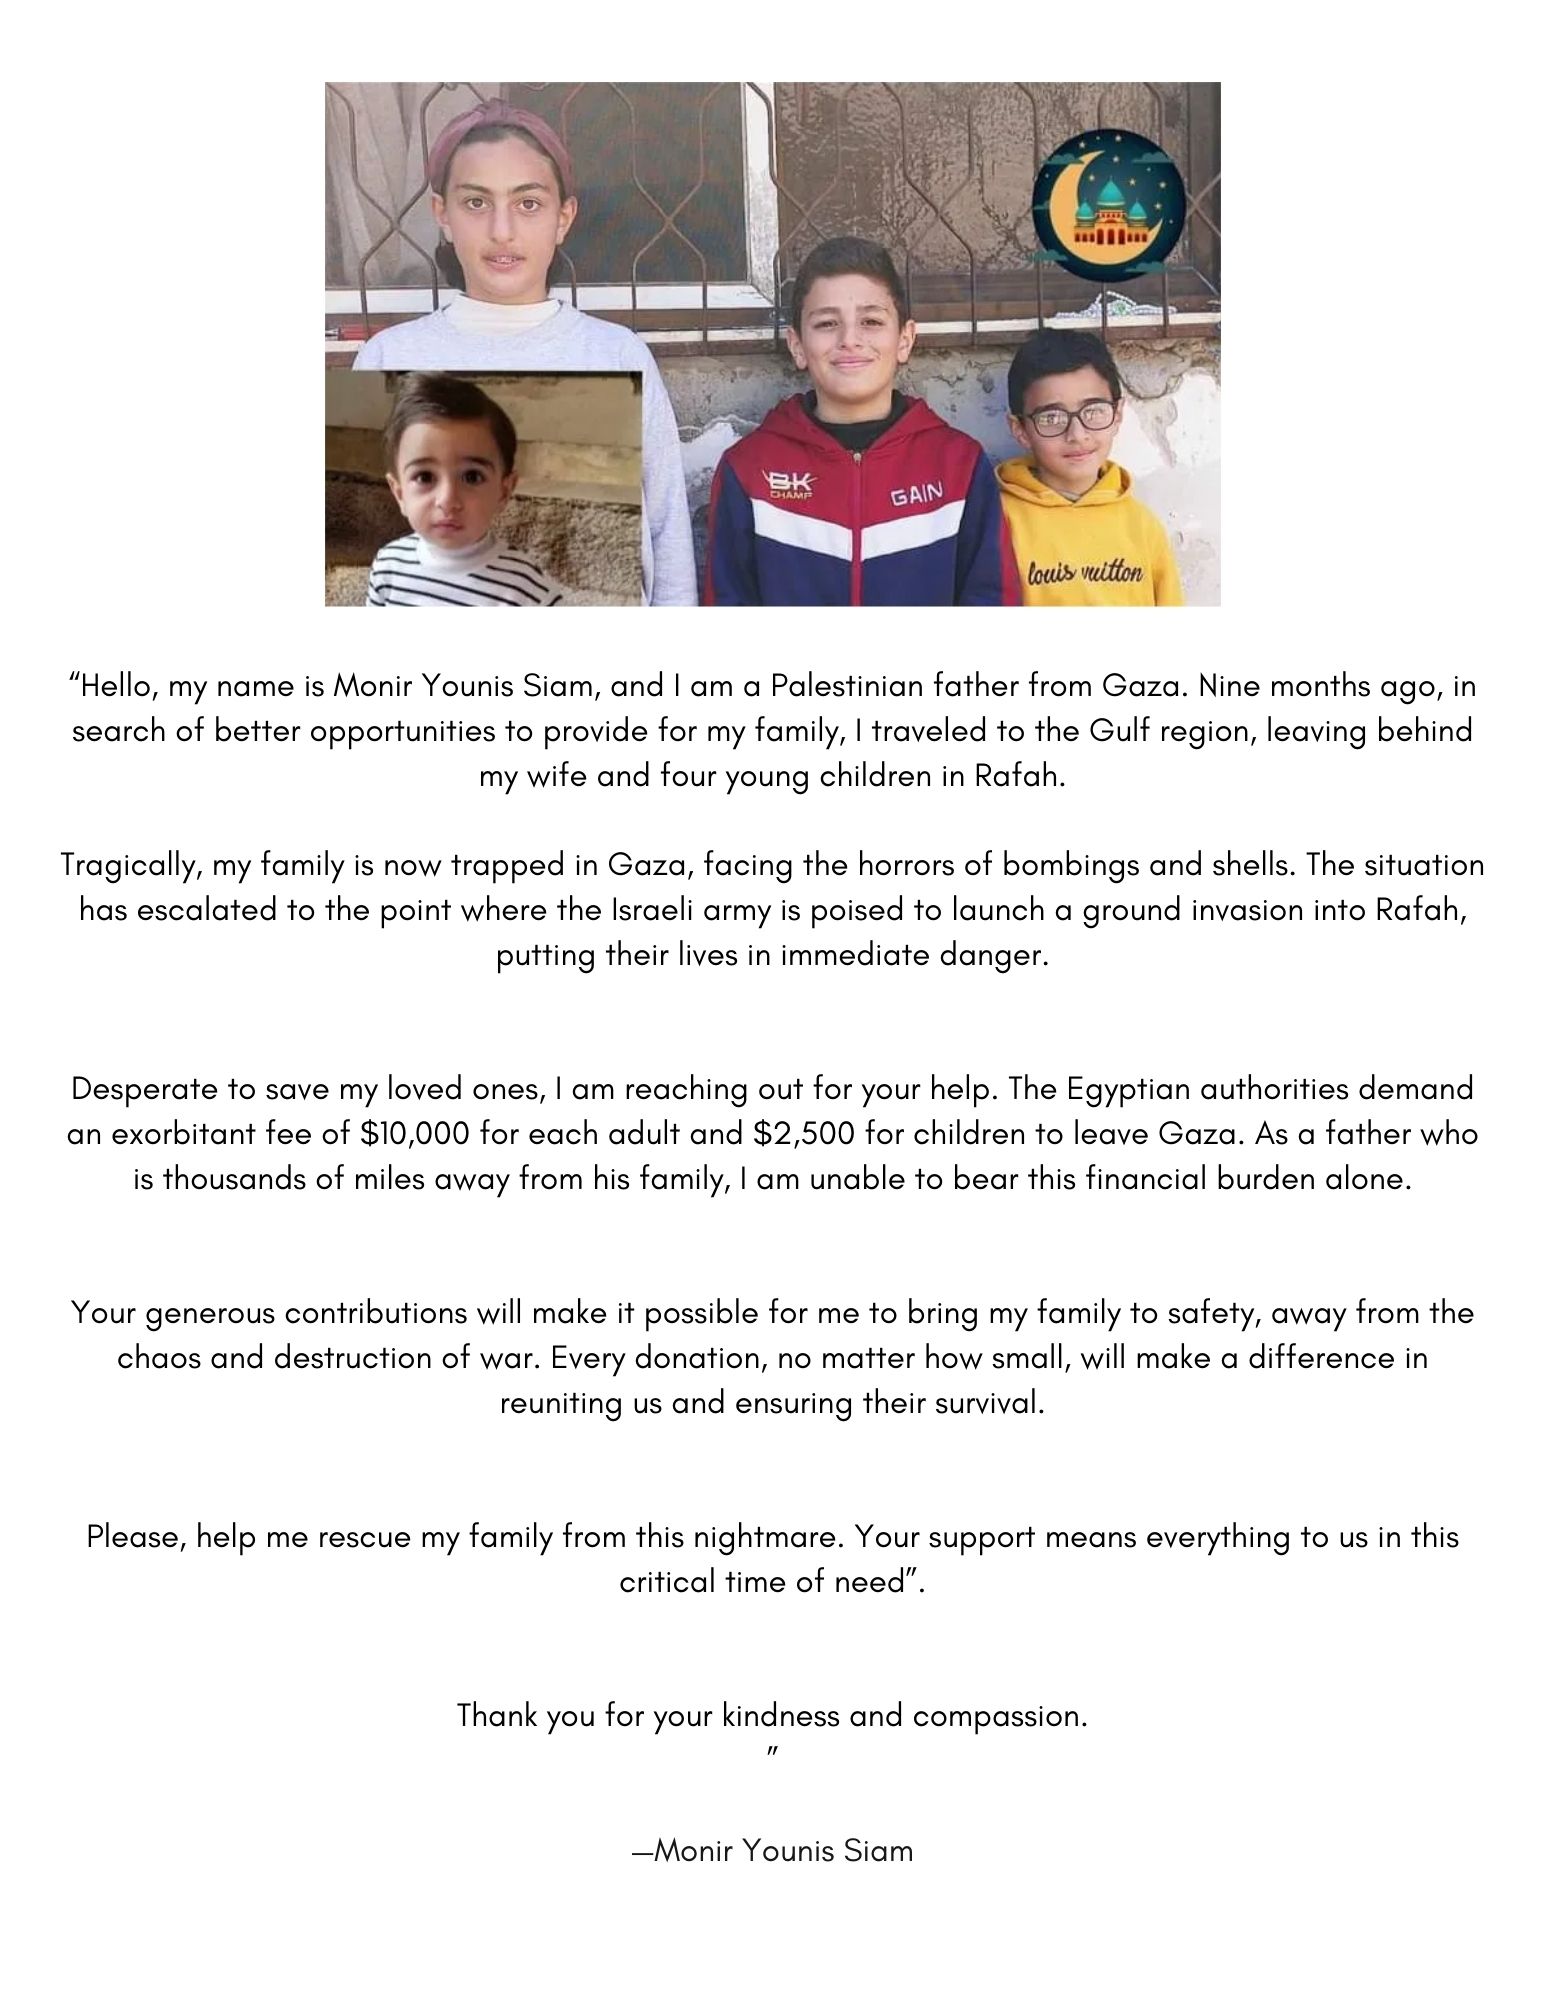 BK
CHAMP
GAIN
louis vuitton
“Hello, my name is Monir Younis Siam, and I am a Palestinian father from Gaza. Nine months ago, in
search of better opportunities to provide for my family, I traveled to the Gulf region, leaving behind
my wife and four young children in Rafah.
Tragically, my family is now trapped in Gaza, facing the horrors of bombings and shells. The situation
has escalated to the point where the Israeli army is poised to launch a ground invasion into Rafah,
putting their lives in immediate danger.
Desperate to save my loved ones, I am reaching out for your help. The Egyptian authorities demand
an exorbitant fee of $10,000 for each adult and $2,500 for children to leave Gaza. As a father who
is thousands of miles away from his family, I am unable to bear this financial burden alone.
Your generous contributions will make it possible for me to bring my family to safety, away from the
chaos and destruction of war. Every donation, no matter how small, will make a difference in
reuniting us and ensuring their survival.
Please, help me rescue my family from this nightmare. Your support means everything to us in this
critical time of need”.
Thank you for your kindness and compassion.
”
—Monir Younis Siam